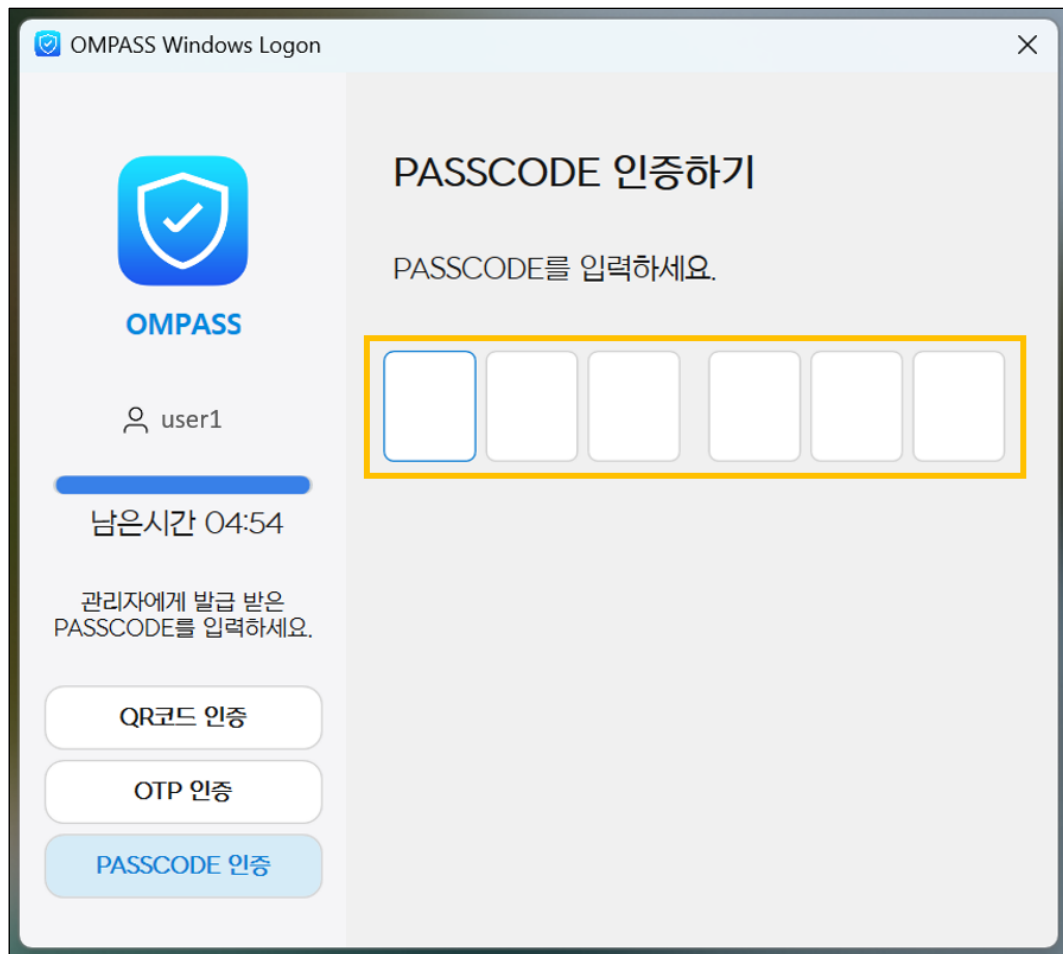 OMPASS Windows Logon
OMPASS
user1
남은시간 04:54
관리자에게 발급 받은
PASSCODE를 입력하세요.
QR코드 인증
OTP 인증
PASSCODE 인증
PASSCODE 인증하기
PASSCODE를 입력하세요.